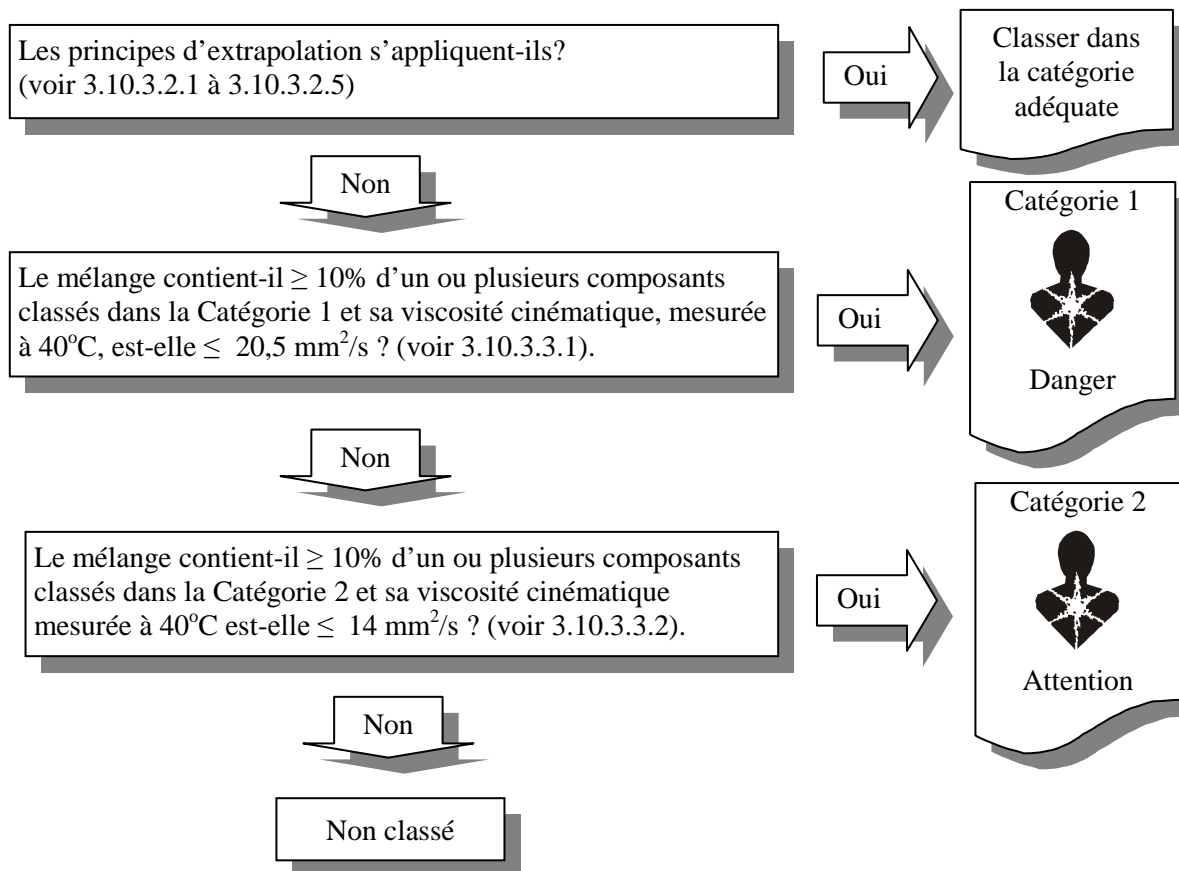 Les principes d’extrapolation s’appliquent-ils?
(voir 3.10.3.2.1 à 3.10.3.2.5)
Oui
Classer dans
la catégorie
adéquate
Non
Le mélange contient-il ≥ 10% d’un ou plusieurs composants
classés dans la Catégorie 1 et sa viscosité cinématique, mesurée
à 40°C, est-elle ≤ 20,5 mm²/s ? (voir 3.10.3.3.1).
Oui
Catégorie 1
Danger
Non
Le mélange contient-il ≥ 10% d’un ou plusieurs composants
classés dans la Catégorie 2 et sa viscosité cinématique
mesurée à 40°C est-elle ≤ 14 mm²/s ? (voir 3.10.3.3.2).
Oui
Catégorie 2
Attention
Non
Non classé